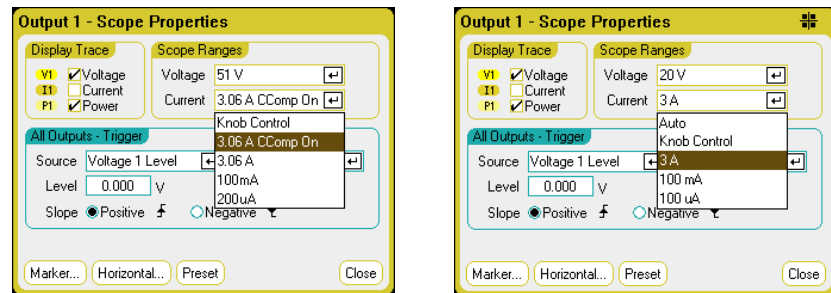 Output 1 - Scope Properties
Display Trace
V1 Voltage
I1 Current
P1 Power
Scope Ranges
Voltage 51 V
Current 3.06 A CComp On
Knob Control
3.06 A CComp On
3.06 A
100mA
200uA
All Outputs - Trigger
Source Voltage 1 Level
Level 0.000 V
Slope Positive Negative
Marker... Horizontal... Preset Close
Output 1 - Scope Properties
Display Trace
V1 Voltage
I1 Current
P1 Power
Scope Ranges
Voltage 20 V
Current 3 A
Auto
Knob Control
3 A
100 mA
100 uA
All Outputs - Trigger
Source Voltage 1 Level
Level 0.000 V
Slope Positive Negative
Marker... Horizontal... Preset Close